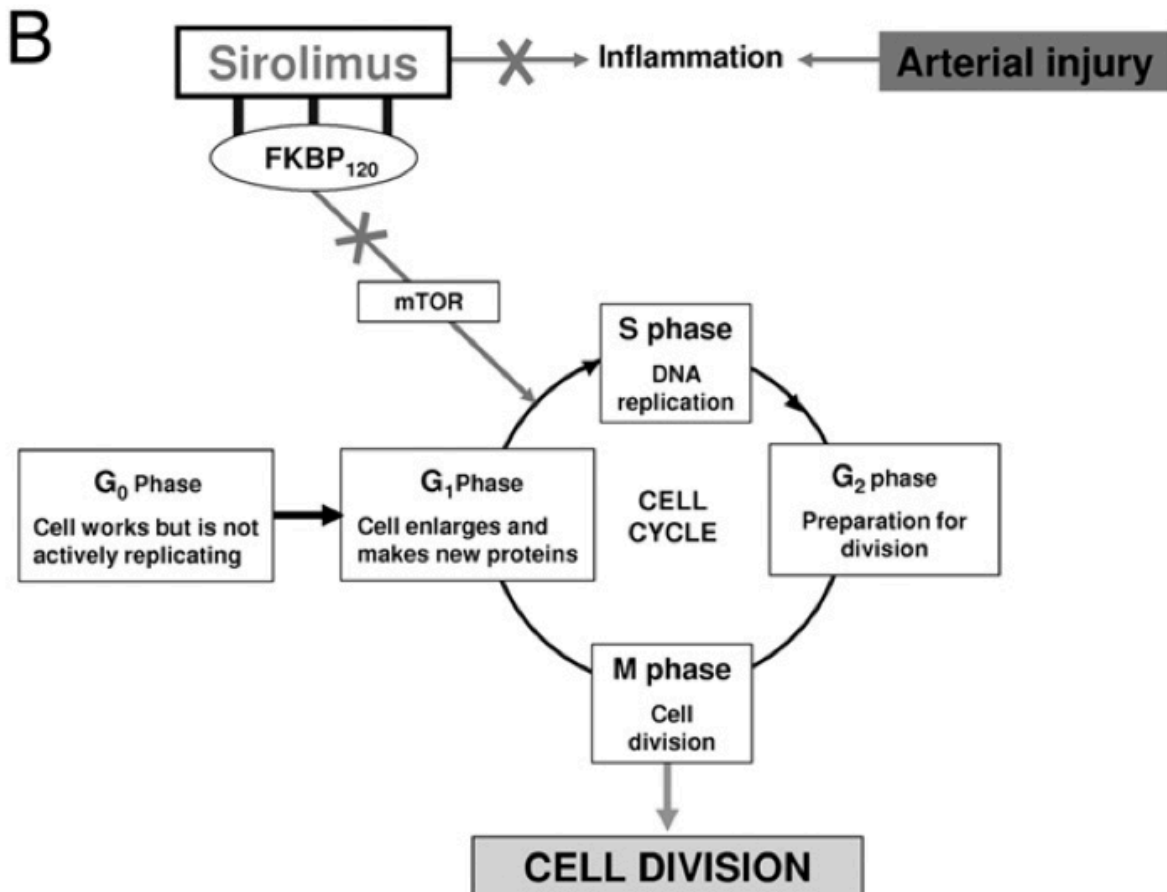 B
Sirolimus
Inflammation
Arterial injury
FKBP₁₂₀
mTOR
S phase
DNA
replication
G₀ Phase
Cell works but is not
actively replicating
G₁ Phase
Cell enlarges and
makes new proteins
CELL
CYCLE
G₂ phase
Preparation for
division
M phase
Cell
division
CELL DIVISION